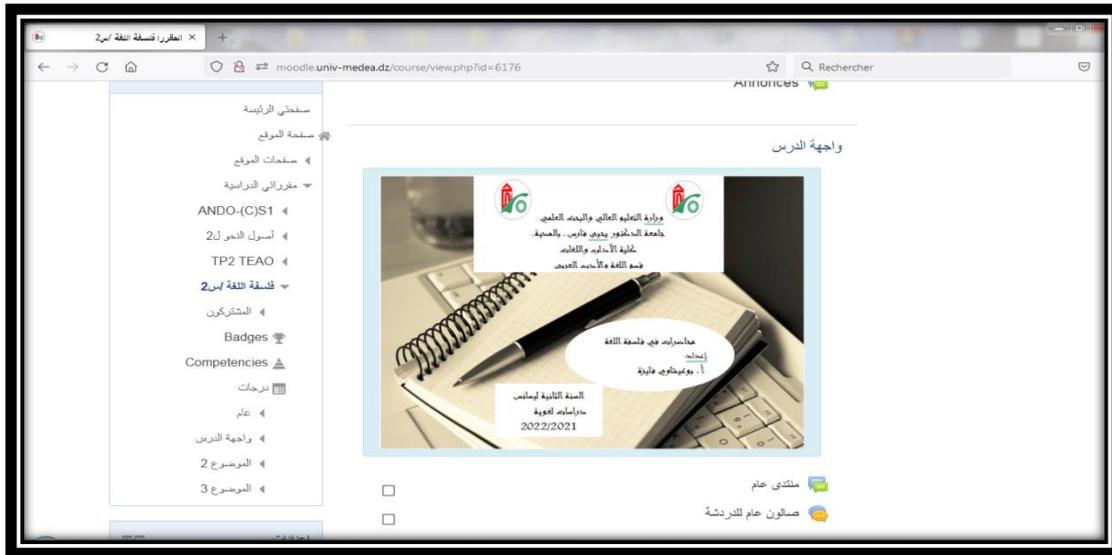 المقرر: فلسفة اللغة /س2
moodle.univ-medea.dz/course/view.php?id=6176
Rechercher
Annonces
صفحتي الرئيسة
صفحة الموقع
صفحات الموقع
مقرراتي الدراسية
ANDO-(C)S1
أصول النحو ل2
TP2 TEAO
فلسفة اللغة /س2
المشتركون
Badges
Competencies
درجات
عام
واجهة الدرس
الموضوع 2
الموضوع 3
واجهة الدرس
وزارة التعليم العالي والبحث العلمي
جامعة الدكتور يحيى فارس . بالمدية.
كلية الآداب واللغات
قسم اللغة والأدب العربي
محاضرات في فلسفة اللغة
إعداد
أ. بوغيشاوي فايزة
السنة الثانية ليسانس
دراسات لغوية
2022/2021
منتدى عام
صالون عام للدردشة